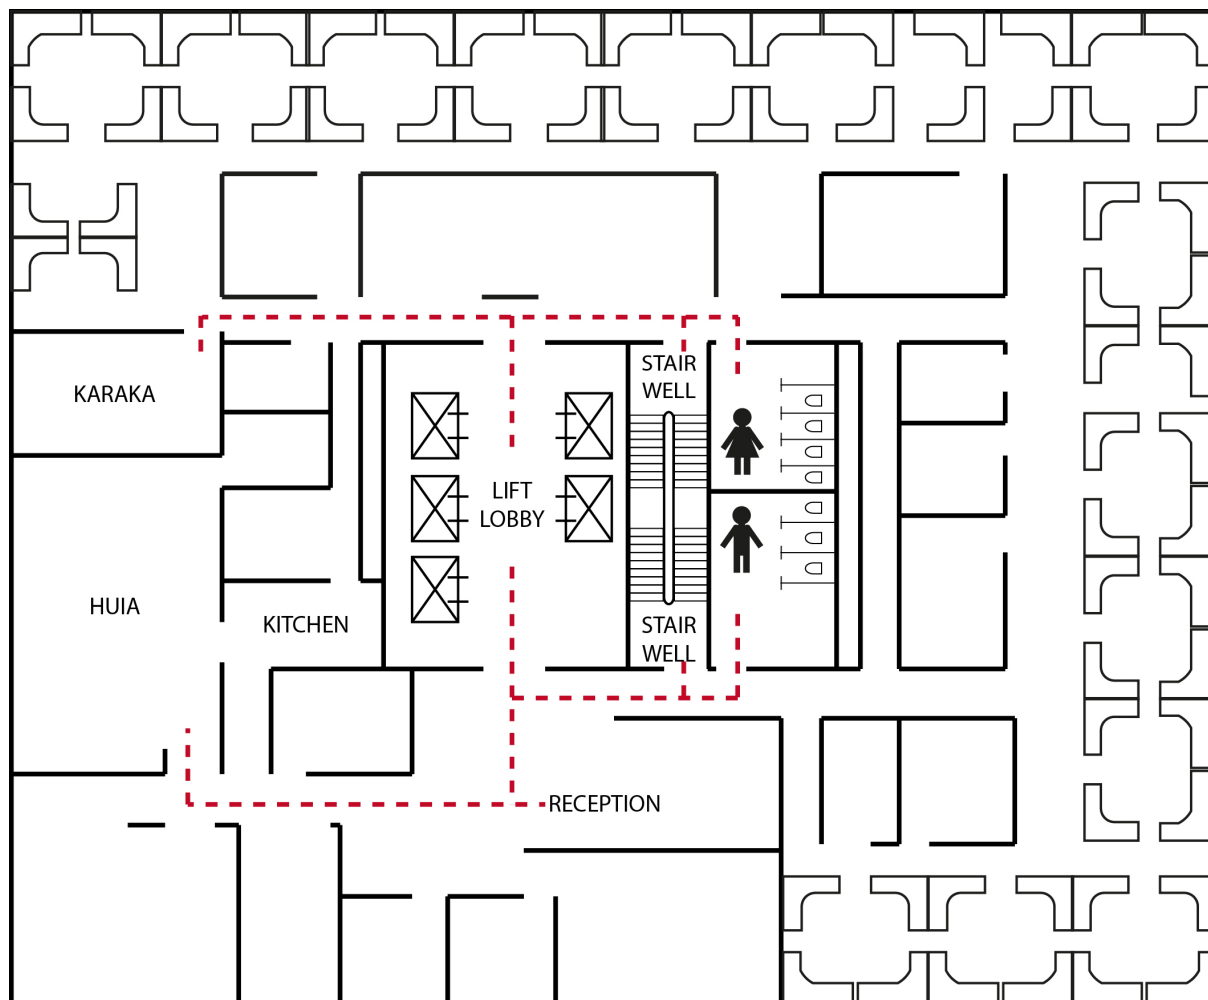 STAIR
WELL
KARAKA
LIFT
LOBBY
HUIA
KITCHEN
STAIR
WELL
RECEPTION